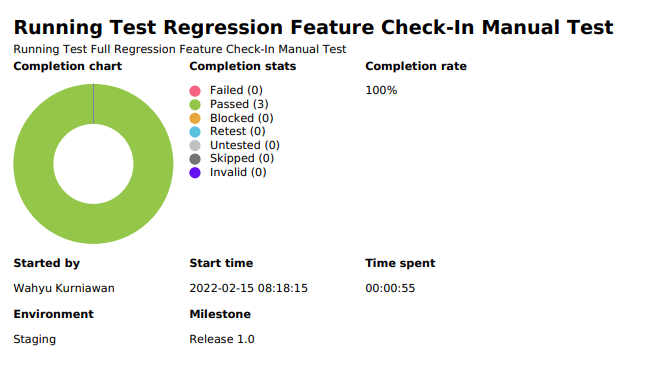 Running Test Regression Feature Check-In Manual Test
Running Test Full Regression Feature Check-In Manual Test
Completion chart
Completion stats
Failed (0)
Passed (3)
Blocked (0)
Retest (0)
Untested (0)
Skipped (0)
Invalid (0)
Completion rate
100%
Started by
Wahyu Kurniawan
Start time
2022-02-15 08:18:15
Time spent
00:00:55
Environment
Staging
Milestone
Release 1.0